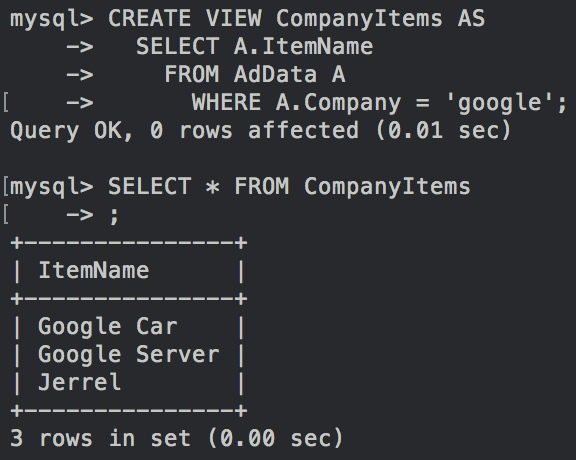 mysql> CREATE VIEW CompanyItems AS
    ->   SELECT A.ItemName
    ->     FROM AdData A
[    ->       WHERE A.Company = 'google';
Query OK, 0 rows affected (0.01 sec)

[mysql> SELECT * FROM CompanyItems
[    -> ;
+---------------+
| ItemName      |
+---------------+
| Google Car    |
| Google Server |
| Jerrel        |
+---------------+
3 rows in set (0.00 sec)